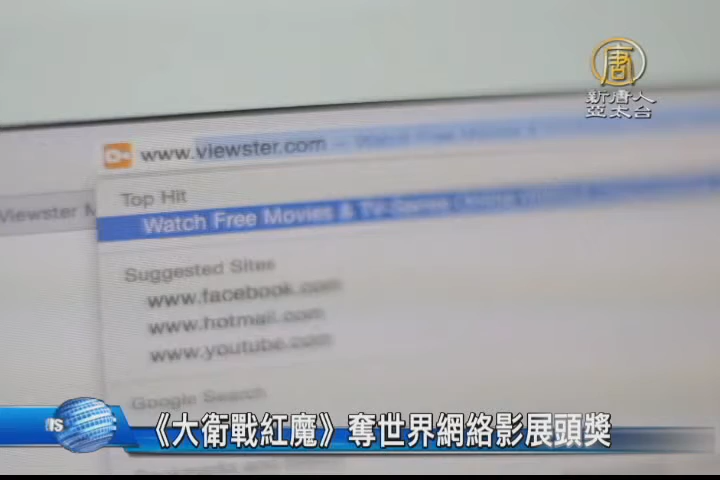 唐
新唐人
亞太台
www.viewster.com
Viewster
Top Hit
Watch Free Movies & TV
Suggested Sites
www.facebook.com
www.hotmail.com
www.youtube.com
Google Search
IS
《大衛戰紅魔》奪世界網絡影展頭獎